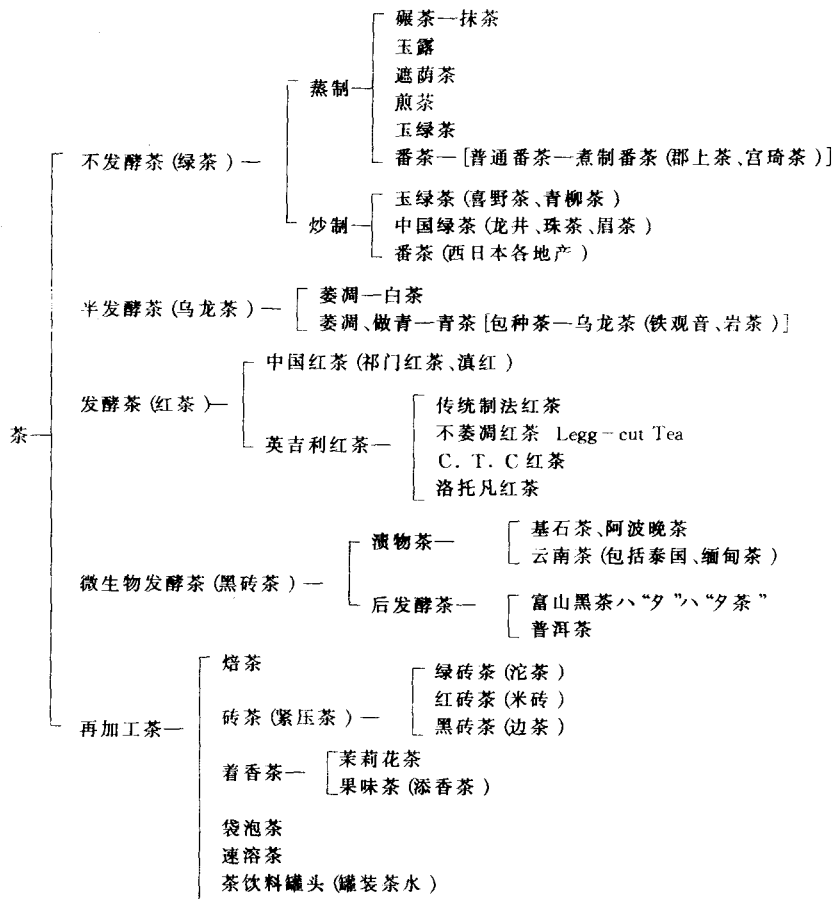 碾茶—抹茶
玉露
蒸制—
遮荫茶
煎茶
玉绿茶
不发酵茶(绿茶)—
番茶—[普通番茶—煮制番茶(郡上茶、宫琦茶)]
玉绿茶(喜野茶、青柳茶)
炒制—
中国绿茶(龙井、珠茶、眉茶)
番茶(西日本各地产)
半发酵茶(乌龙茶)—
萎凋—白茶
萎凋、做青—青茶[包种茶—乌龙茶(铁观音、岩茶)]
中国红茶(祁门红茶、滇红)
发酵茶(红茶)—
传统制法红茶
茶—
英吉利红茶—
不萎凋红茶 Legg-cut Tea
C. T. C 红茶
洛托凡红茶
渍物茶—
基石茶、阿波晚茶
云南茶(包括泰国、缅甸茶)
微生物发酵茶(黑砖茶)—
后发酵茶—
富山黑茶ハ“タ”ハ“タ茶”
普洱茶
焙茶
绿砖茶(沱茶)
砖茶(紧压茶)—
红砖茶(米砖)
再加工茶—
黑砖茶(边茶)
着香茶—
茉莉花茶
果味茶(添香茶)
袋泡茶
速溶茶
茶饮料罐头(罐装茶水)